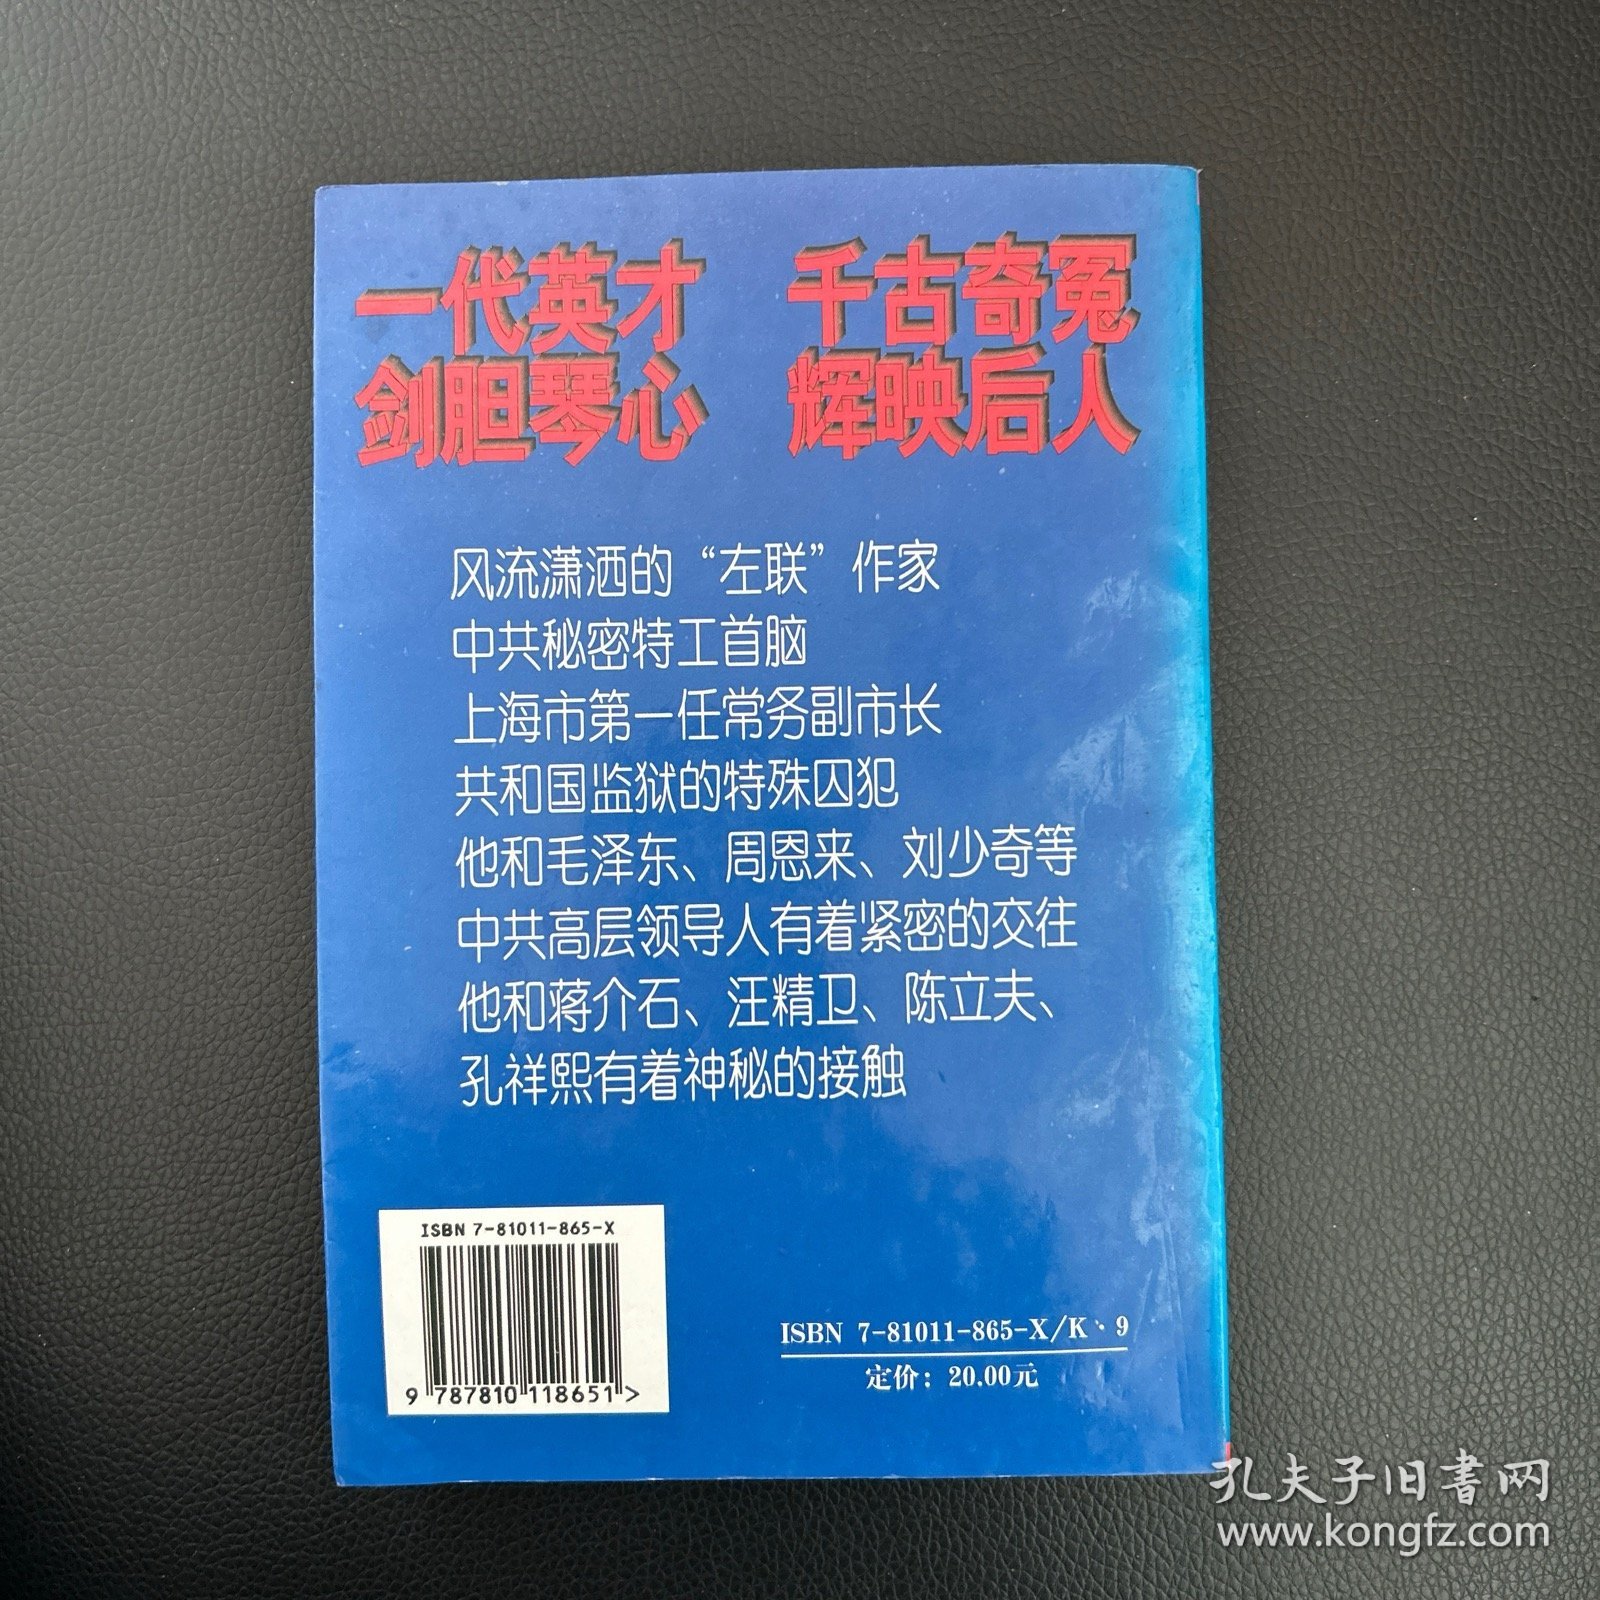 一代英才 千古奇冤
剑胆琴心 辉映后人
风流潇洒的“左联”作家
中共秘密特工首脑
上海市第一任常务副市长
共和国监狱的特殊囚犯
他和毛泽东、周恩来、刘少奇等
中共高层领导人有着紧密的交往
他和蒋介石、汪精卫、陈立夫、
孔祥熙有着神秘的接触
ISBN 7-81011-865-X
9 787810 118651 >
ISBN 7-81011-865-X/K·9
定价：20.00元
孔夫子旧书网
www.kongfz.com